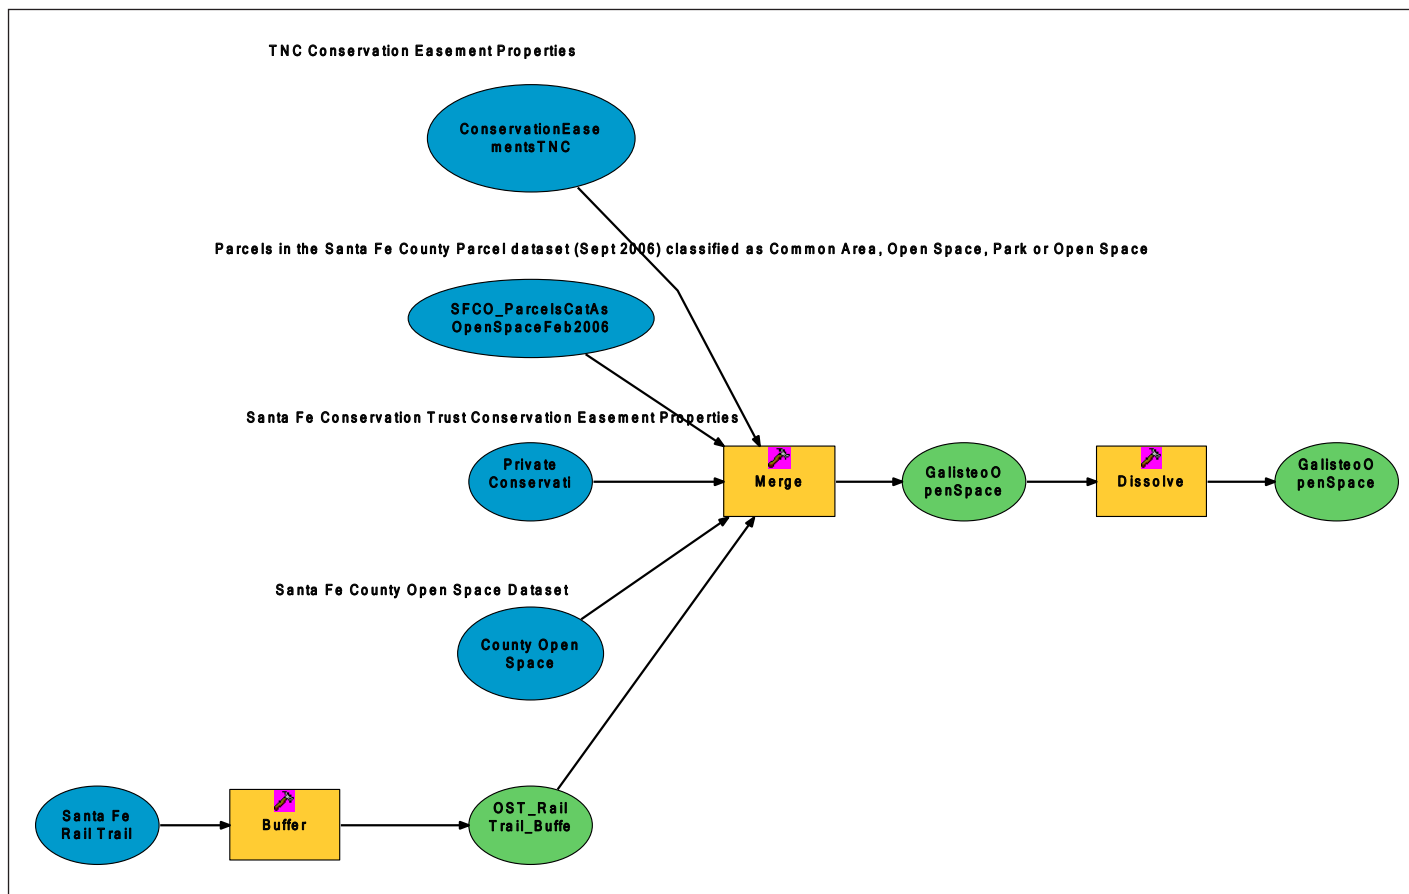 TNC Conservation Easement Properties
ConservationEase
mentsTNC
Parcels in the Santa Fe County Parcel dataset (Sept 2006) classified as Common Area, Open Space, Park or Open Space
SFCO_ParcelsCatAs
OpenSpaceFeb2006
Santa Fe Conservation Trust Conservation Easement Properties
Private
Conservati
Merge
GalisteoO
penSpace
Dissolve
GalisteoO
penSpace
Santa Fe County Open Space Dataset
County Open
Space
Santa Fe
Rail Trail
Buffer
OST_Rail
Trail_Buffe